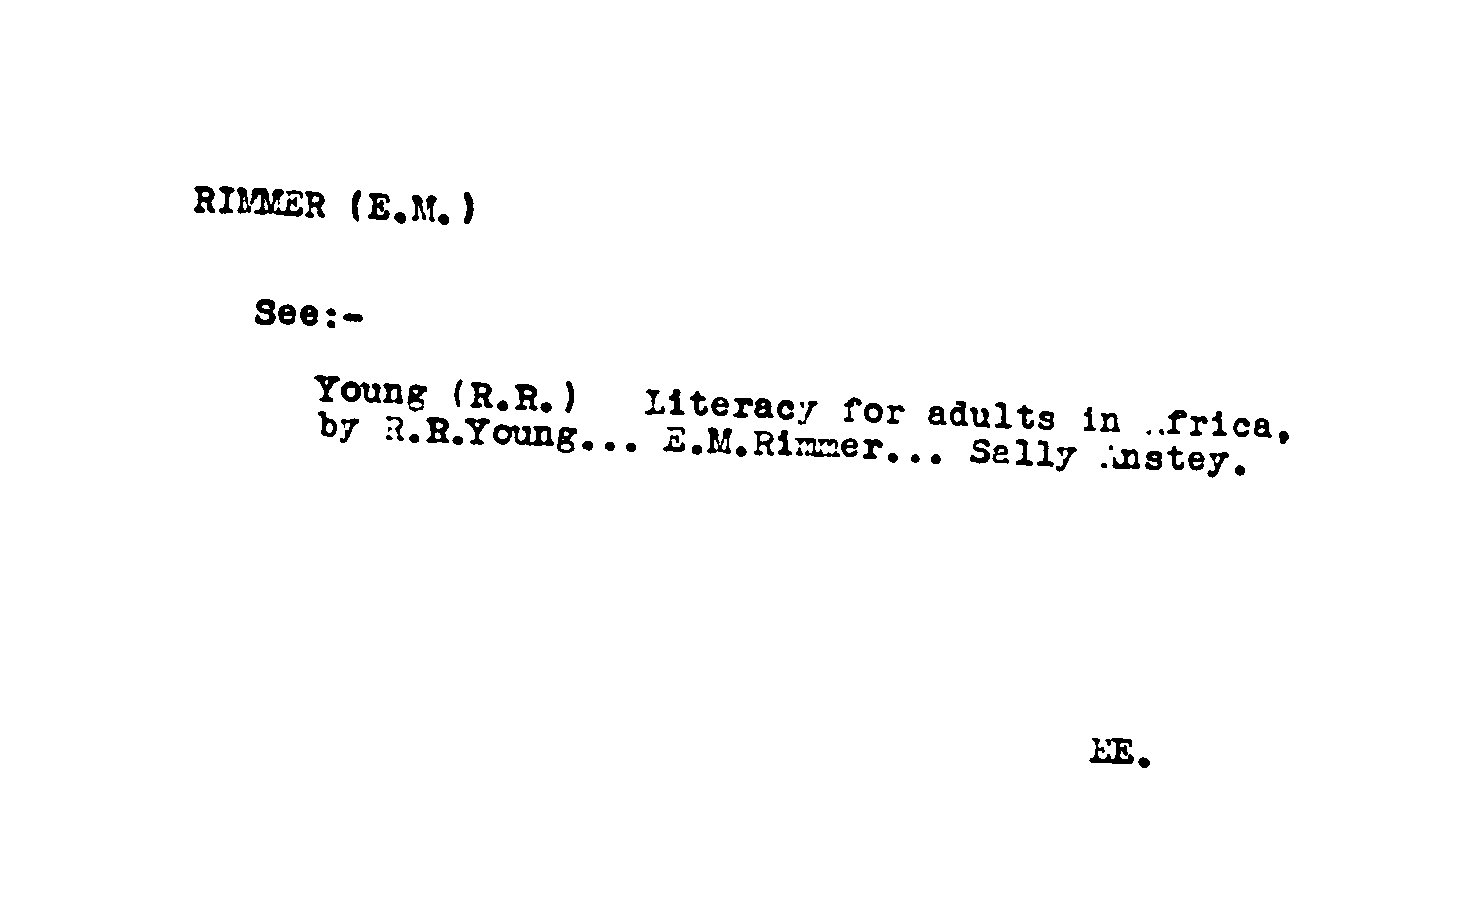 RIMMER (E.M.)
See:-
Young (R.R.) Literacy for adults in Africa,
by R.R.Young... E.M.Rimmer... Sally Anstey.
EE.